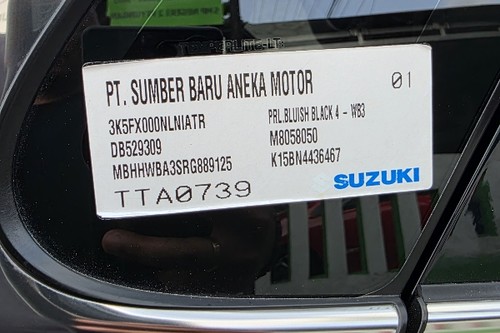 PT. SUMBER BARU ANEKA MOTOR 01
3K5FX000NLNIATR PRL.BLUISH BLACK 4 - WB3
DB529309 M8058050
MBHHWBA3SRG889125 K15BN4436467
TTA0739 SUZUKI